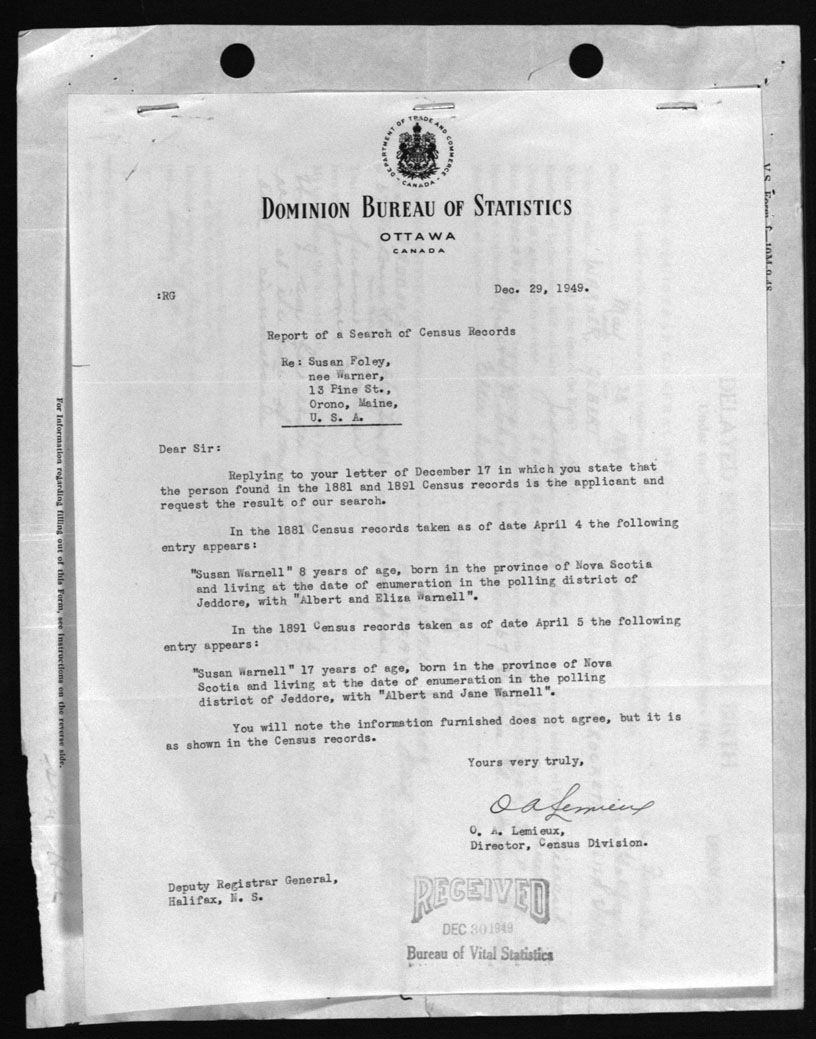 DEPARTMENT OF TRADE AND COMMERCE
CANADA
DOMINION BUREAU OF STATISTICS
OTTAWA
CANADA
:RG
Dec. 29, 1949.
Report of a Search of Census Records
Re: Susan Foley,
nee Warner,
13 Pine St.,
Orono, Maine,
U. S. A.
Dear Sir:
Replying to your letter of December 17 in which you state that
the person found in the 1881 and 1891 Census records is the applicant and
request the result of our search.
In the 1881 Census records taken as of date April 4 the following
entry appears:
"Susan Warnell" 8 years of age, born in the province of Nova Scotia
and living at the date of enumeration in the polling district of
Jeddore, with "Albert and Eliza Warnell".
In the 1891 Census records taken as of date April 5 the following
entry appears:
"Susan Warnell" 17 years of age, born in the province of Nova
Scotia and living at the date of enumeration in the polling
district of Jeddore, with "Albert and Jane Warnell".
You will note the information furnished does not agree, but it is
as shown in the Census records.
Yours very truly,
O A Lemieux
O. A. Lemieux,
Director, Census Division.
Deputy Registrar General,
Halifax, N. S.
RECEIVED
DEC 30 1949
Bureau of Vital Statistics
For Information regarding filling out of this Form, see Instructions on the reverse side.
V.S. Form